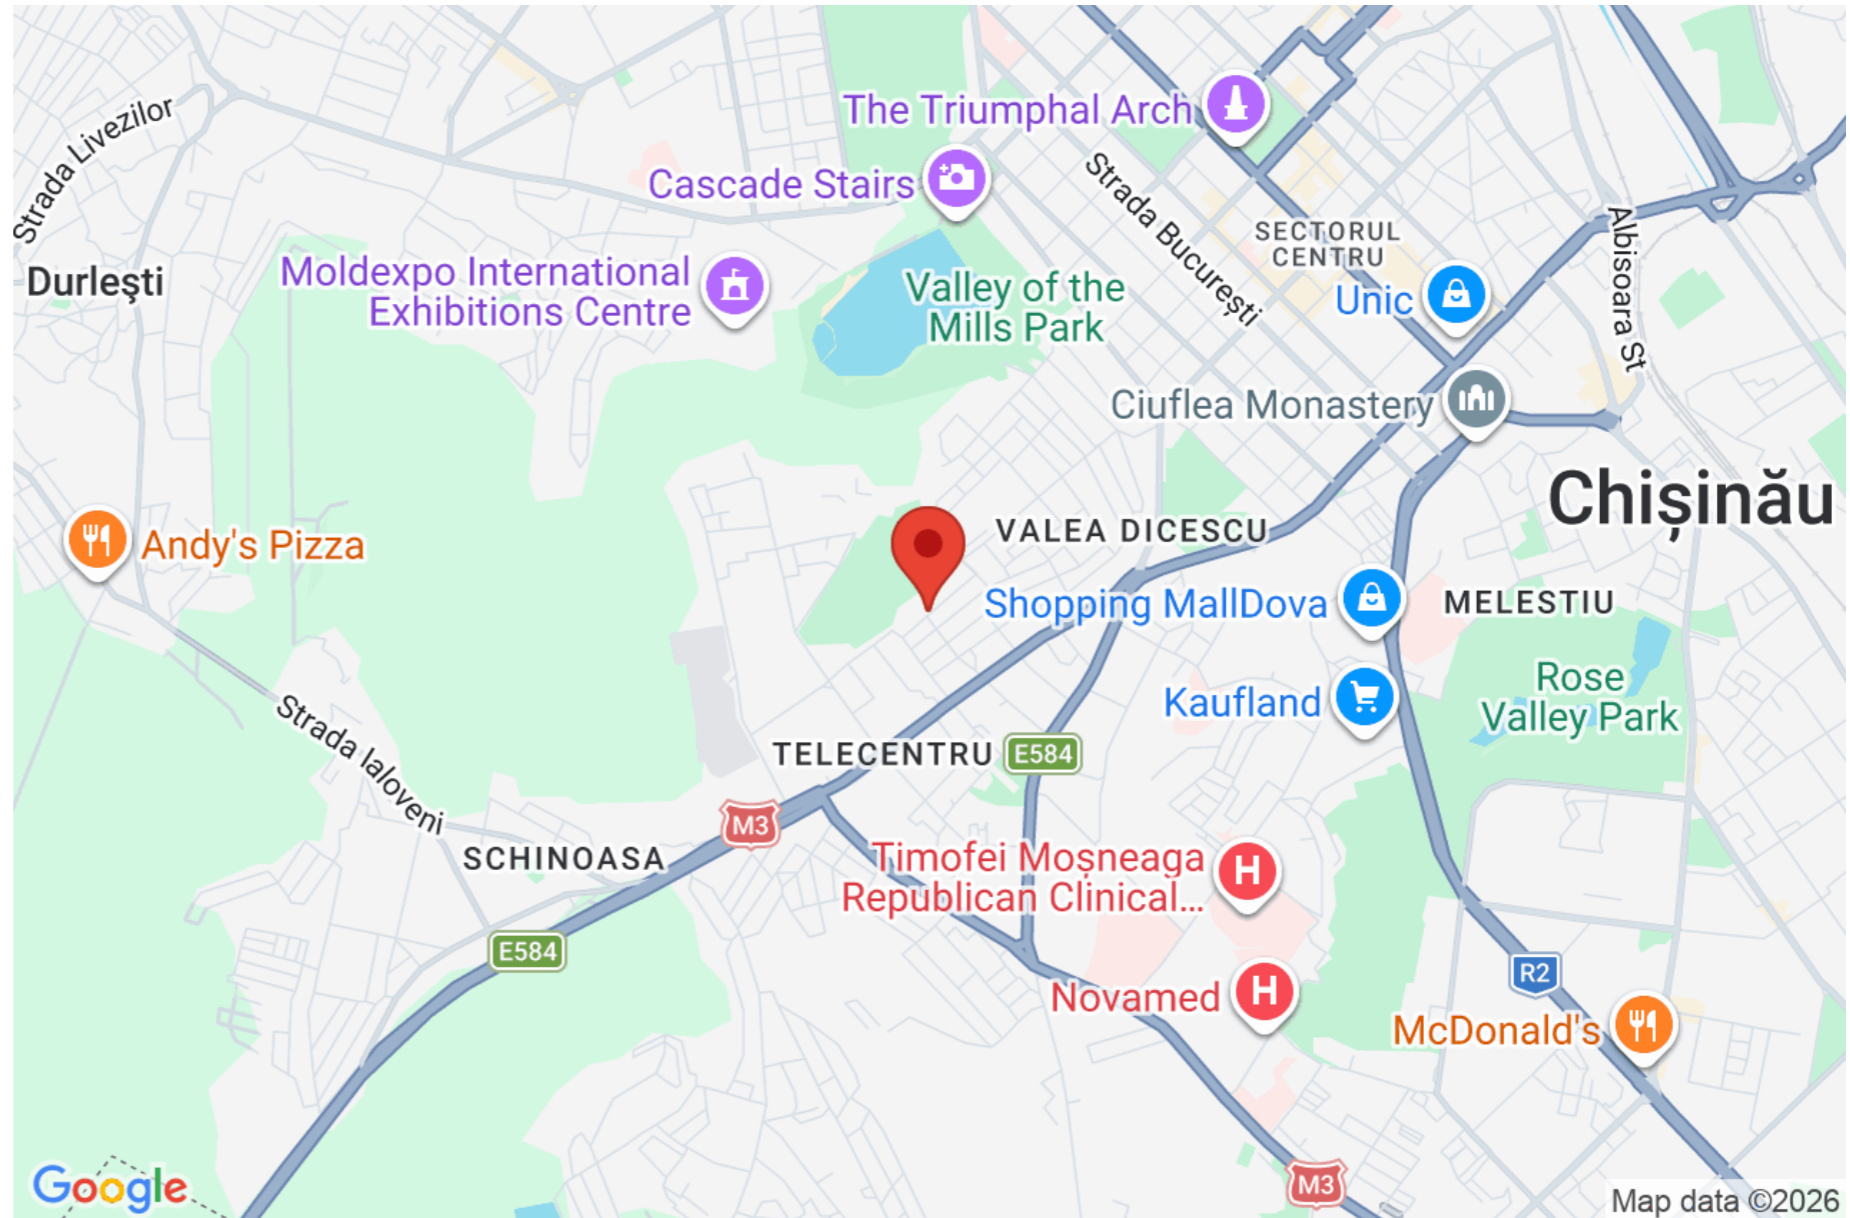 The Triumphal Arch
Strada Livezilor
Cascade Stairs
Strada București
SECTORUL
CENTRU
Albisoara St
Durleşti
Moldexpo International
Exhibitions Centre
Valley of the
Mills Park
Unic
Ciuflea Monastery
Chișinău
Andy's Pizza
VALEA DICESCU
Shopping MallDova
MELESTIU
Rose
Valley Park
Kaufland
Strada Ialoveni
TELECENTRU
E584
M3
SCHINOASA
Timofei Moșneaga
Republican Clinical...
H
E584
Novamed
H
R2
McDonald's
M3
Google
Map data ©2026